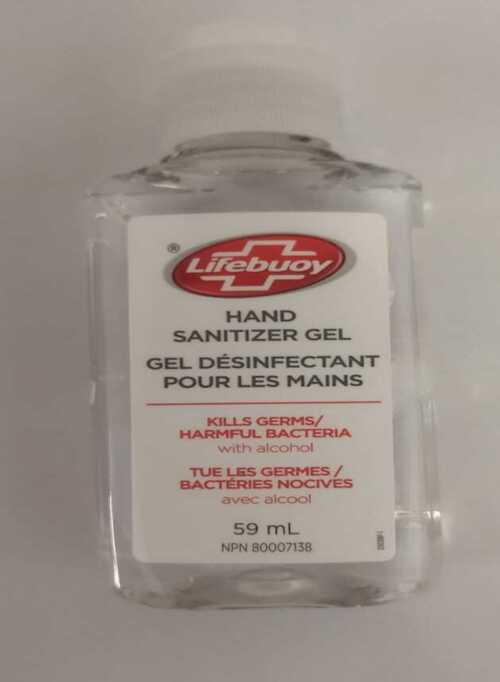 ®
Lifebuoy
HAND
SANITIZER GEL
GEL DÉSINFECTANT
POUR LES MAINS
KILLS GERMS/
HARMFUL BACTERIA
with alcohol
TUE LES GERMES /
BACTÉRIES NOCIVES
avec alcool
59 mL
NPN 80007138